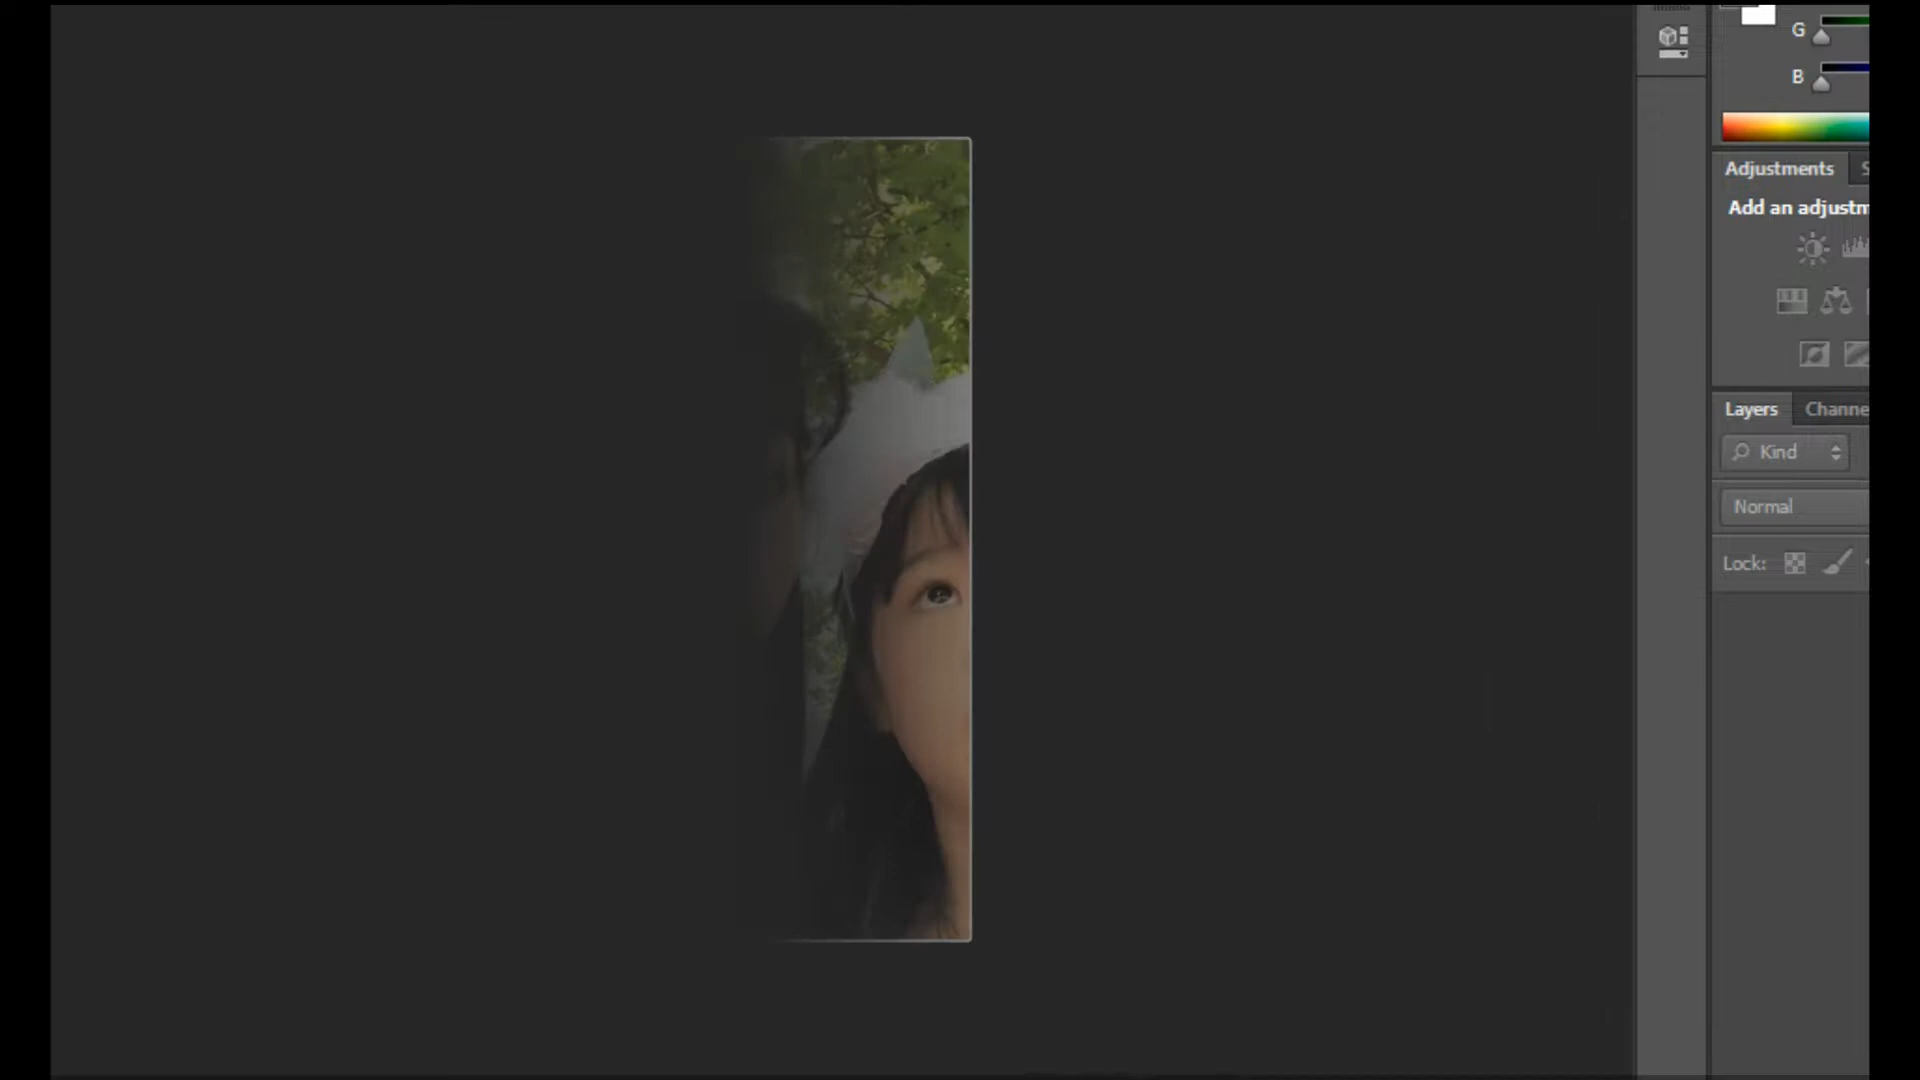 G
B
Adjustments
Add an adjustm
Layers
Channe
Kind
Normal
Lock: